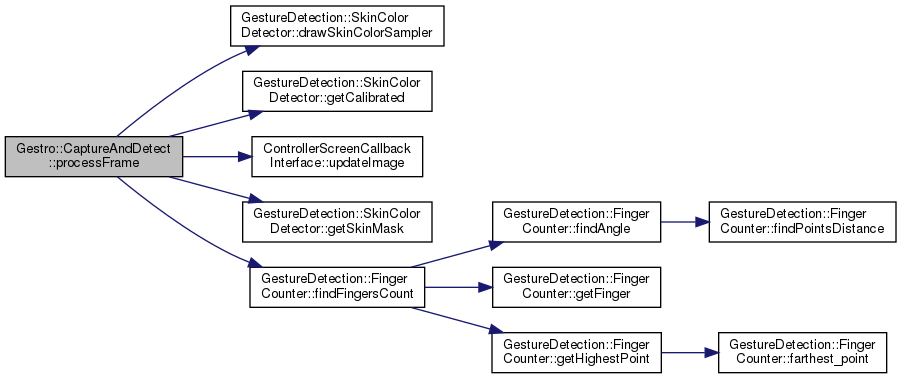 GestureDetection::SkinColor
Detector::drawSkinColorSampler
GestureDetection::SkinColor
Detector::getCalibrated
Gestro::CaptureAndDetect
::processFrame
ControllerScreenCallback
Interface::updateImage
GestureDetection::SkinColor
Detector::getSkinMask
GestureDetection::Finger
Counter::findFingersCount
GestureDetection::Finger
Counter::findAngle
GestureDetection::Finger
Counter::findPointsDistance
GestureDetection::Finger
Counter::getFinger
GestureDetection::Finger
Counter::getHighestPoint
GestureDetection::Finger
Counter::farthest_point